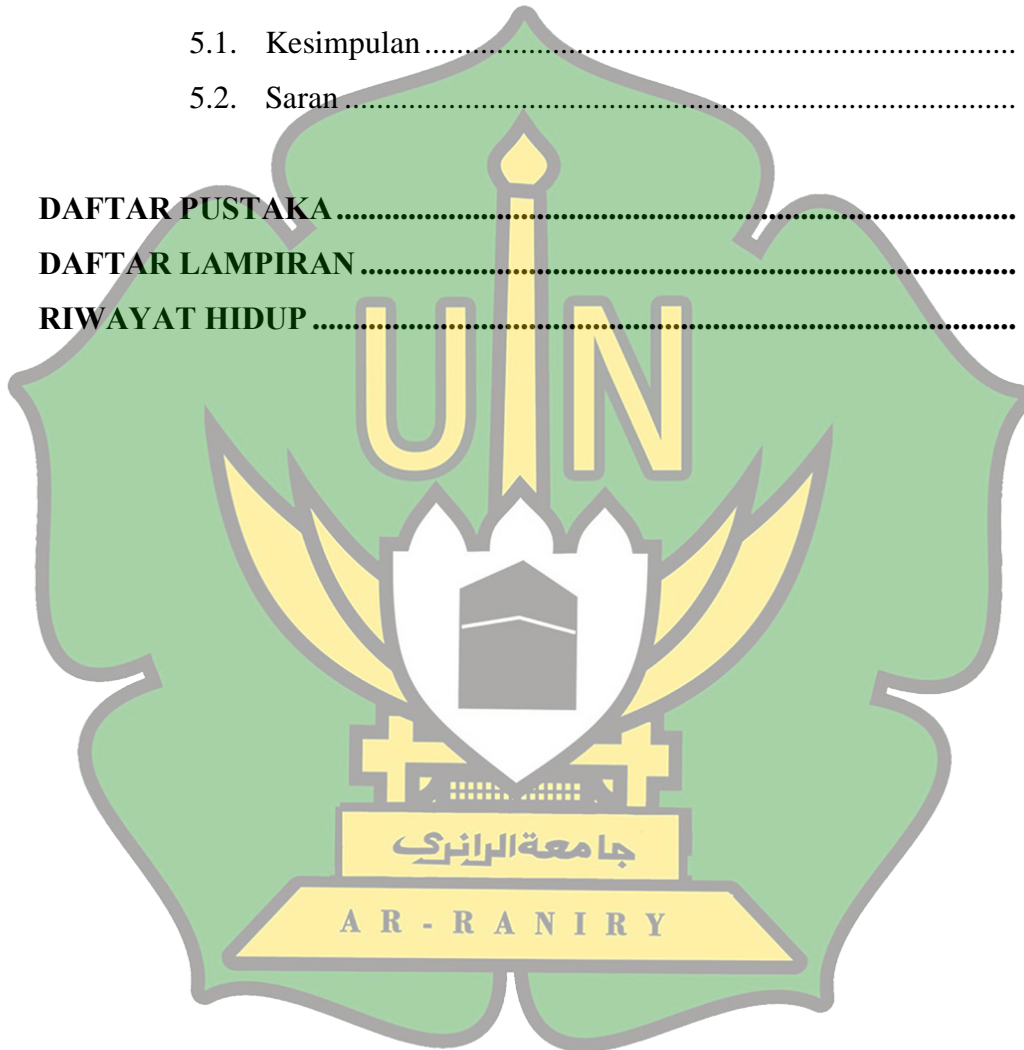 5.1. Kesimpulan ........................................................................
5.2. Saran ..................................................................................
DAFTAR PUSTAKA ....................................................................................
DAFTAR LAMPIRAN .................................................................................
RIWAYAT HIDUP .......................................................................................
UIN
جامعة الرانري
AR-RANIRY